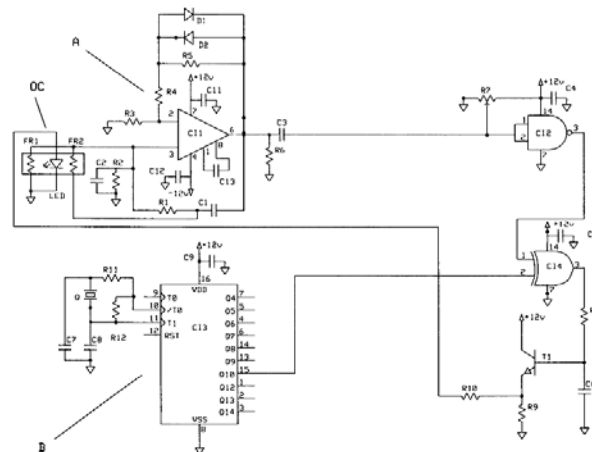 D1
D2
R5
A
+12v
C11
R4
OC
R3
2
7
CI1
6
3
1
8
4
C3
R6
R7
+12v
C4
14
1
2
CI2
3
7
FR1
FR2
LED
C2
R2
C12
-12v
C13
R1
C1
+12v
C
14
1
2
CI4
3
7
C9
+12v
16
R11
Q
R12
C7
C8
9
10
11
12
T0
/T0
T1
RST
VDD
CI3
VSS
8
Q4
7
Q5
5
Q6
4
Q7
6
Q8
14
Q9
13
Q10
15
Q12
1
Q13
2
Q14
3
+12v
T1
R
R10
R9
B